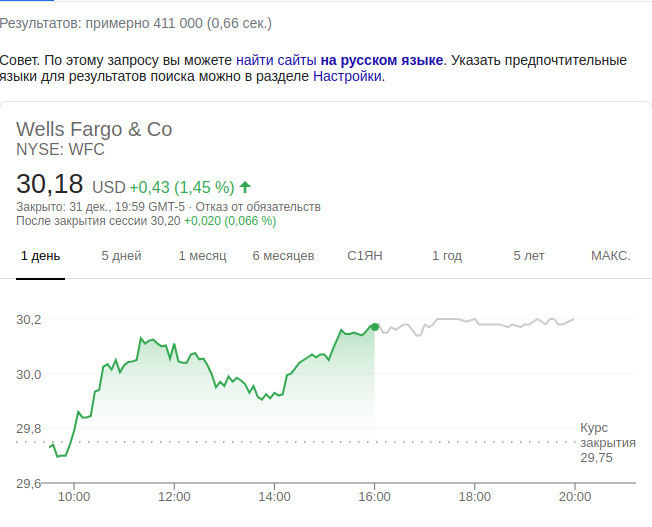 Результатов: примерно 411 000 (0,66 сек.)
Совет. По этому запросу вы можете найти сайты на русском языке. Указать предпочтительные
языки для результатов поиска можно в разделе Настройки.
Wells Fargo & Co
NYSE: WFC
30,18 USD +0,43 (1,45 %)
Закрыто: 31 дек., 19:59 GMT-5 · Отказ от обязательств
После закрытия сессии 30,20 +0,020 (0,066 %)
1 день 5 дней 1 месяц 6 месяцев С1ЯН 1 год 5 лет МАКС.
30,2
30,0
29,8
Курс
закрытия
29,75
29,6
10:00 12:00 14:00 16:00 18:00 20:00